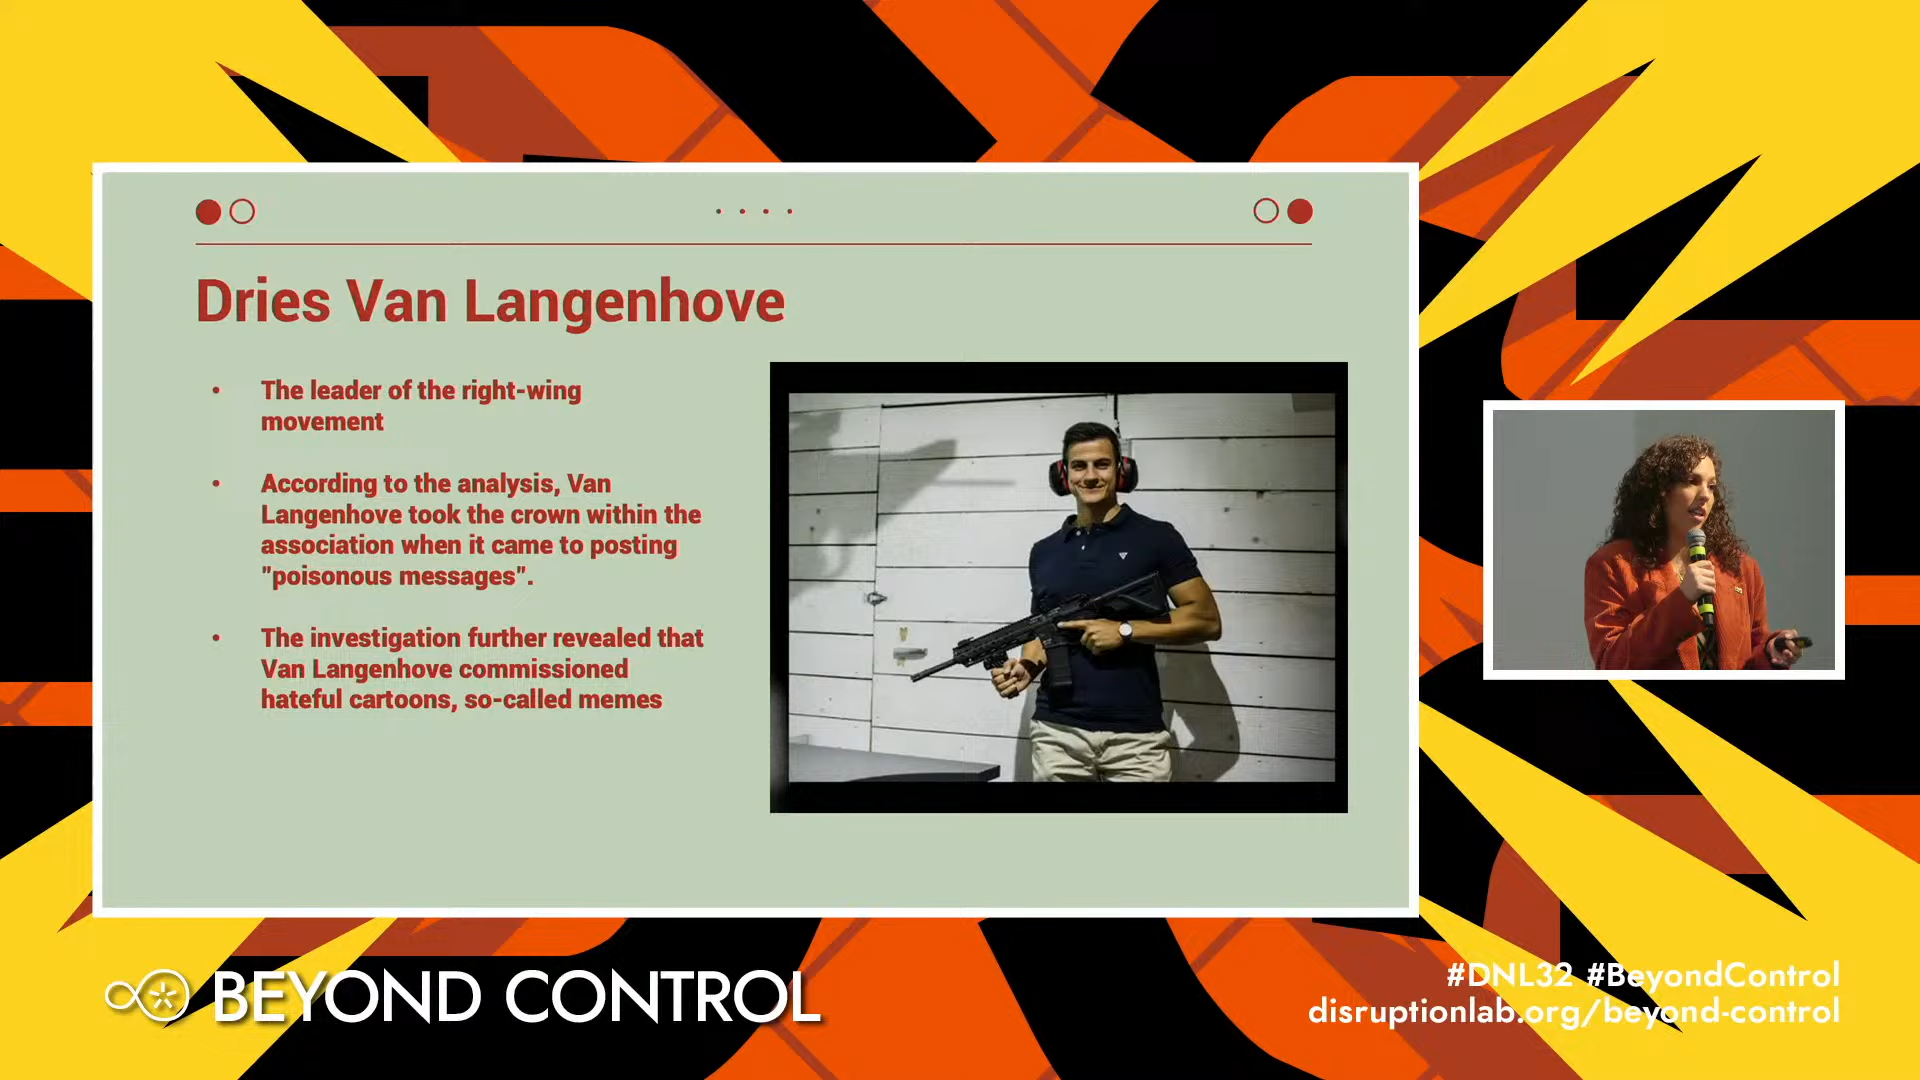 Dries Van Langenhove
• The leader of the right-wing
movement
• According to the analysis, Van
Langenhove took the crown within the
association when it came to posting
"poisonous messages".
• The investigation further revealed that
Van Langenhove commissioned
hateful cartoons, so-called memes
BEYOND CONTROL
#DNL32 #BeyondControl
disruptionlab.org/beyond-control